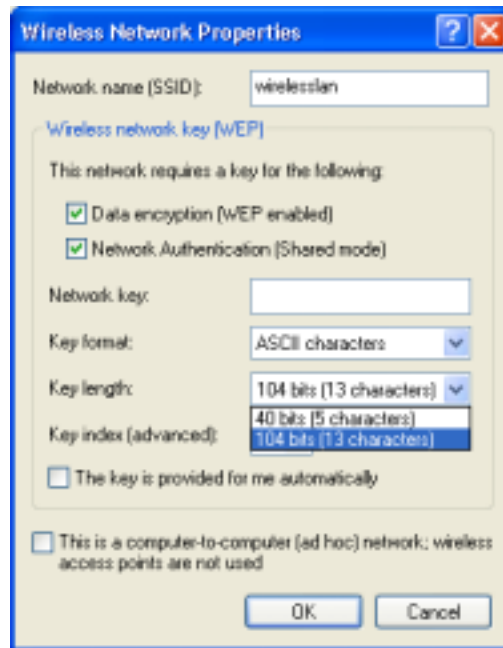 Wireless Network Properties
Network name (SSID): wirelesslan
Wireless network key (WEP)
This network requires a key for the following:
Data encryption (WEP enabled)
Network Authentication (Shared mode)
Network key:
Key format: ASCII characters
Key length: 104 bits (13 characters)
40 bits (5 characters)
Key index (advanced): 104 bits (13 characters)
The key is provided for me automatically
This is a computer-to-computer (ad hoc) network; wireless
access points are not used
OK Cancel